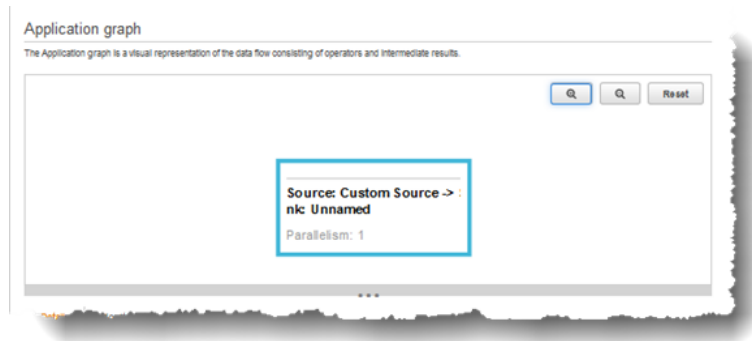 Application graph
The Application graph is a visual representation of the data flow consisting of operators and intermediate results.
Reset
Source: Custom Source ->
nk: Unnamed
Parallelism: 1